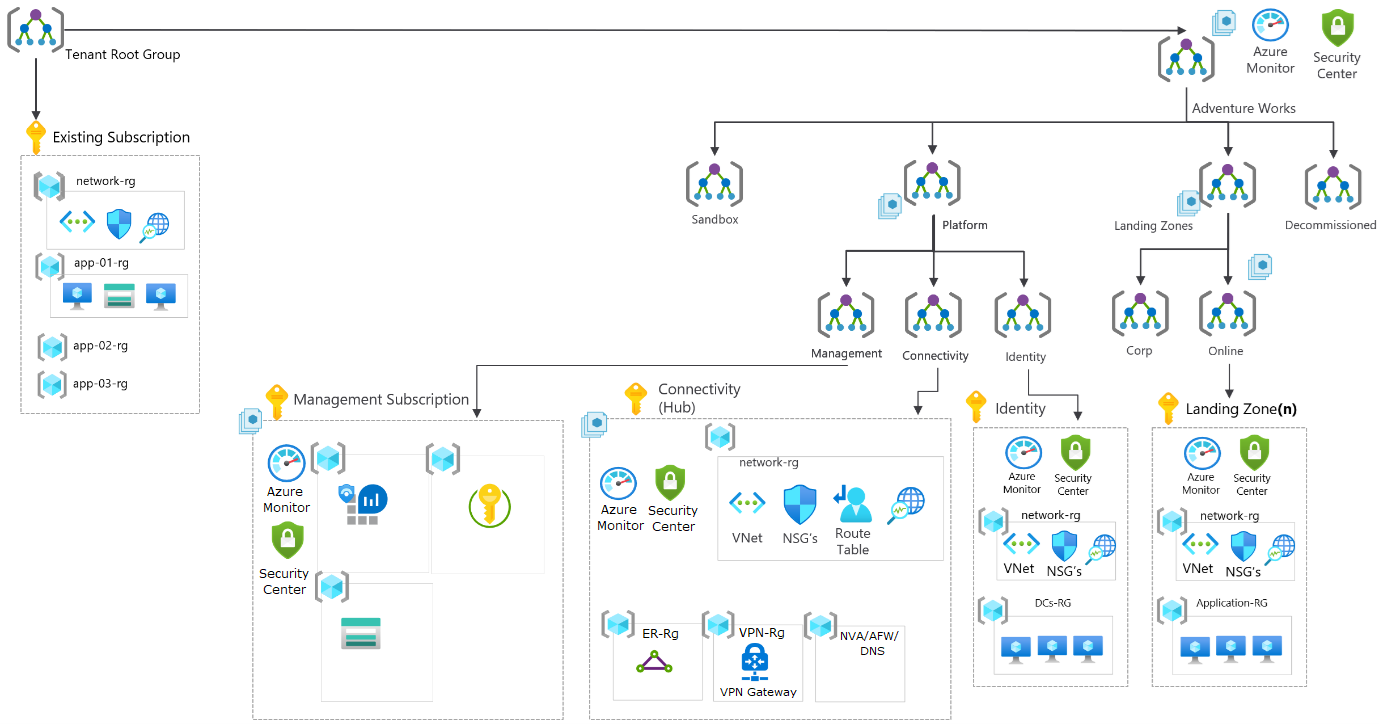 Tenant Root Group
Azure
Monitor
Security
Center
Adventure Works
Existing Subscription
network-rg
app-01-rg
app-02-rg
app-03-rg
Sandbox
Platform
Landing Zones
Decommissioned
Management
Connectivity
Identity
Corp
Online
Management Subscription
Azure
Monitor
Security
Center
Connectivity
(Hub)
Azure
Monitor
Security
Center
network-rg
VNet
NSG's
Route
Table
ER-Rg
VPN-Rg
VPN Gateway
NVA/AFW/
DNS
Identity
Azure
Monitor
Security
Center
network-rg
VNet
NSG's
DCs-RG
Landing Zone(n)
Azure
Monitor
Security
Center
network-rg
VNet
NSG's
Application-RG